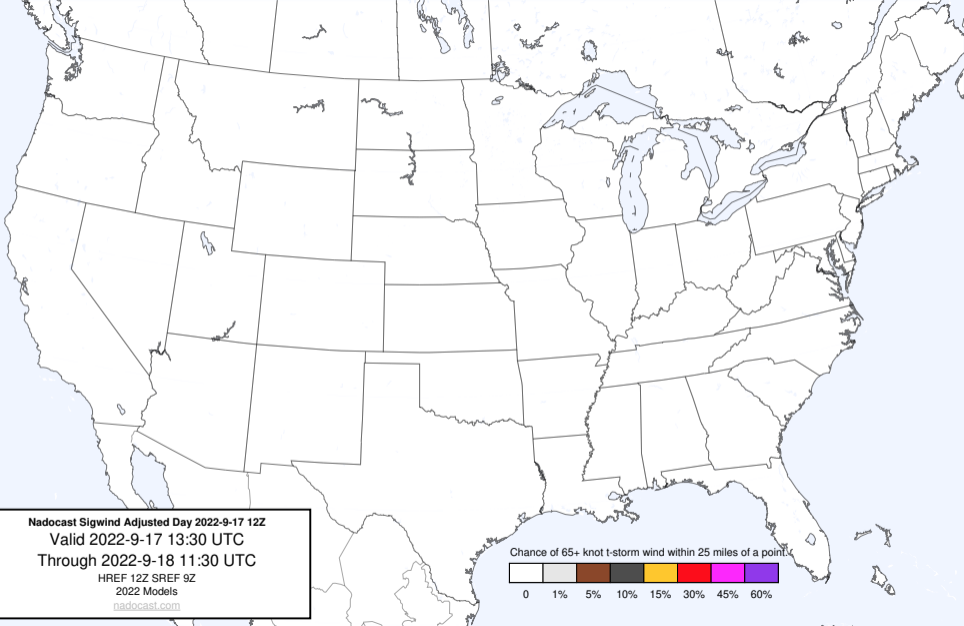 Nadocast Sigwind Adjusted Day 2022-9-17 12Z
Valid 2022-9-17 13:30 UTC
Through 2022-9-18 11:30 UTC
HREF 12Z SREF 9Z
2022 Models
nadocast.com
Chance of 65+ knot t-storm wind within 25 miles of a point.
0 1% 5% 10% 15% 30% 45% 60%